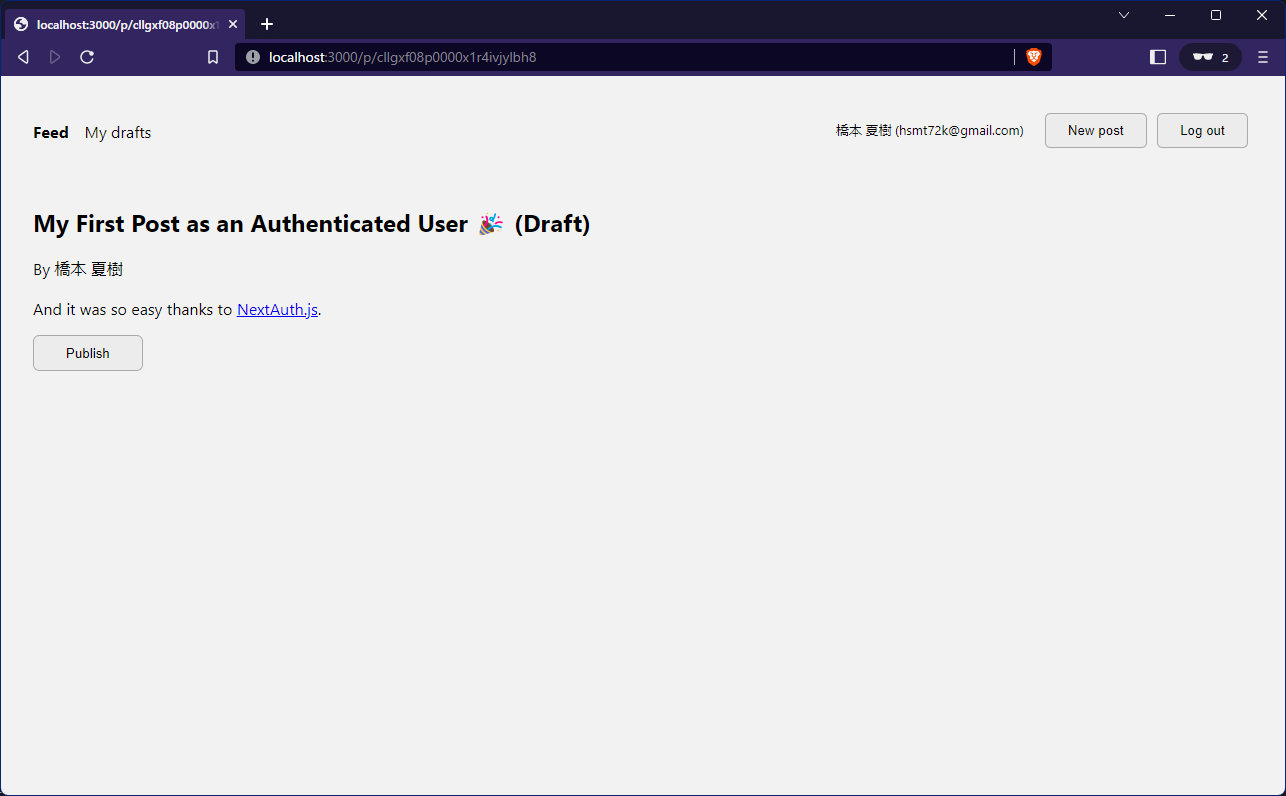 localhost:3000/p/cllgxf08p0000x1
localhost:3000/p/cllgxf08p0000x1r4ivjylbh8
2
Feed My drafts
橋本 夏樹 (hsmt72k@gmail.com)
New post
Log out
My First Post as an Authenticated User 🎉 (Draft)
By 橋本 夏樹
And it was so easy thanks to NextAuth.js.
Publish